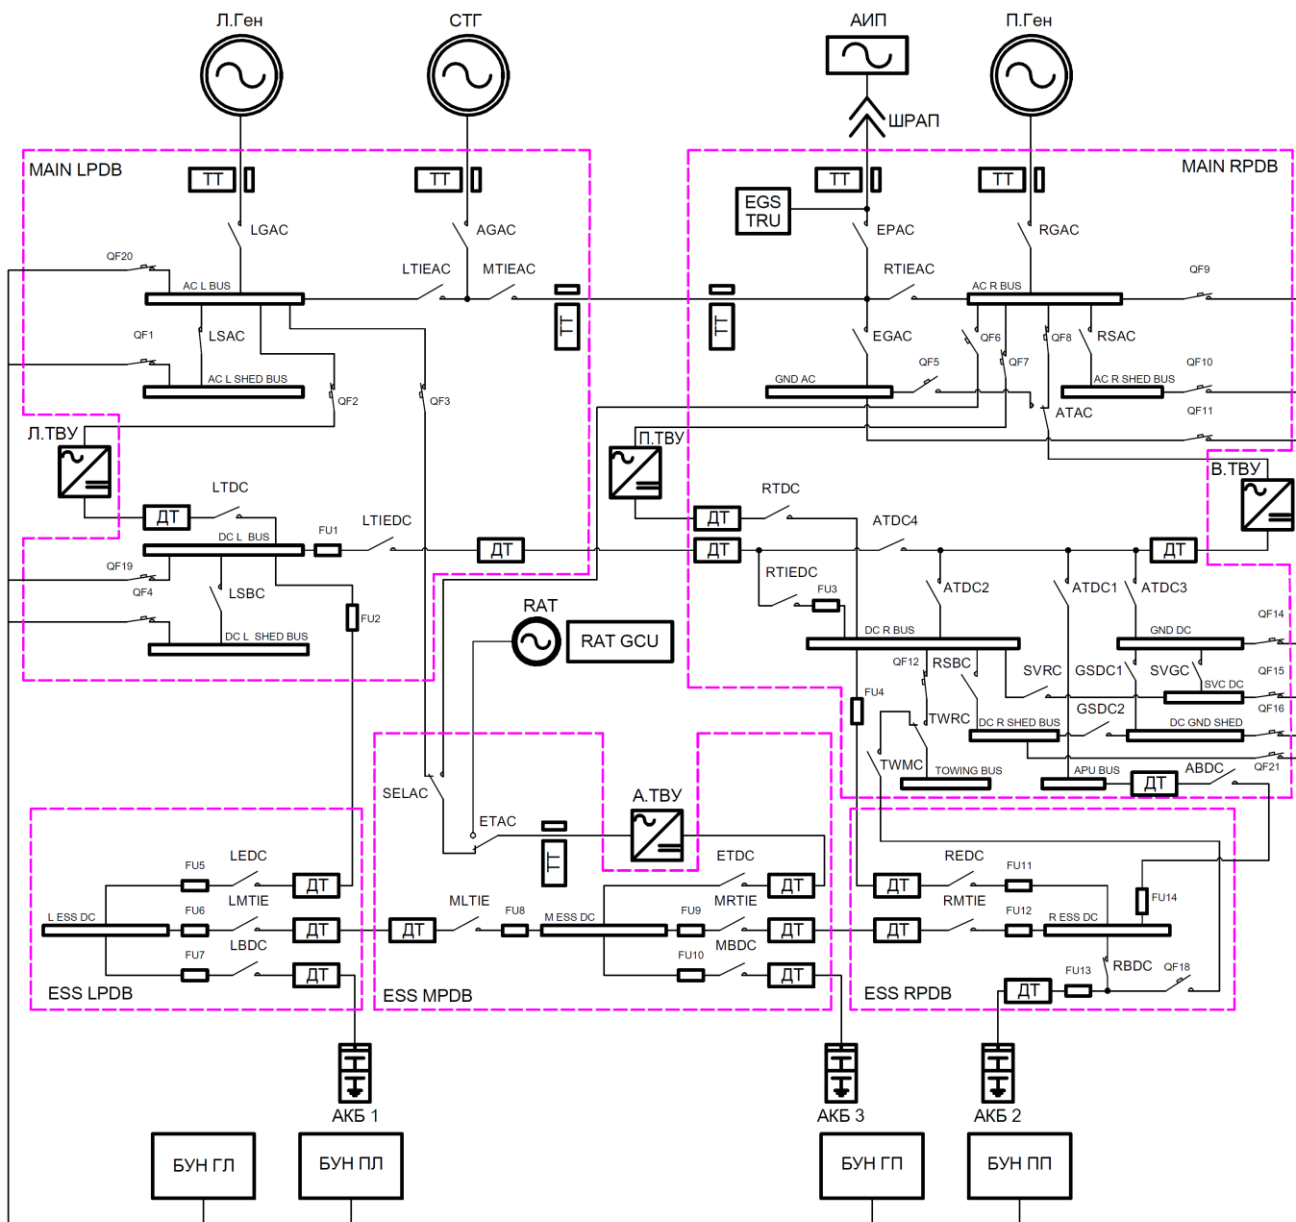 Л.Ген
СТГ
АИП
П.Ген
ШРАП
MAIN LPDB
MAIN RPDB
ТТ
ТТ
ТТ
ТТ
EGS
TRU
LGAC
AGAC
EPAC
RGAC
QF20
LTIEAC
MTIEAC
RTIEAC
QF9
AC L BUS
AC R BUS
ТТ
ТТ
QF1
LSAC
EGAC
QF6
QF7
QF8
RSAC
QF5
QF10
AC L SHED BUS
GND AC
AC R SHED BUS
QF2
QF3
QF11
ATAC
Л.ТВУ
П.ТВУ
В.ТВУ
LTDC
RTDC
ДТ
ДТ
ATDC4
FU1
LTIEDC
DC L BUS
ДТ
ДТ
ДТ
QF19
QF4
LSBC
RTIEDC
FU3
ATDC2
ATDC1
ATDC3
FU2
RAT
RAT GCU
QF14
DC L SHED BUS
DC R BUS
GND DC
QF12
RSBC
SVRC
GSDC1
SVGC
QF15
FU4
SVC DC
QF16
GSDC2
TWRC
DC R SHED BUS
DC GND SHED
TWMC
QF21
TOWING BUS
APU BUS
ДТ
ABDC
SELAC
А.ТВУ
ETAC
ТТ
FU5
LEDC
ДТ
ETDC
ДТ
ДТ
REDC
FU11
FU14
FU6
LMTIE
ДТ
ДТ
MLTIE
FU8
FU9
MRTIE
ДТ
ДТ
RMTIE
FU12
L ESS DC
M ESS DC
R ESS DC
FU7
LBDC
ДТ
FU10
MBDC
ДТ
ДТ
FU13
RBDC
QF18
ESS LPDB
ESS MPDB
ESS RPDB
АКБ 1
АКБ 3
АКБ 2
БУН ГЛ
БУН ПЛ
БУН ГП
БУН ПП